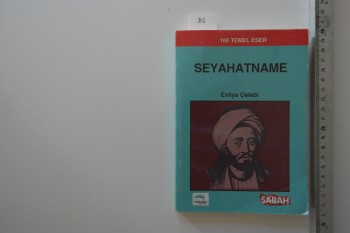 100 TEMEL ESER
SEYAHATNAME
Evliya Çelebi
SABAH